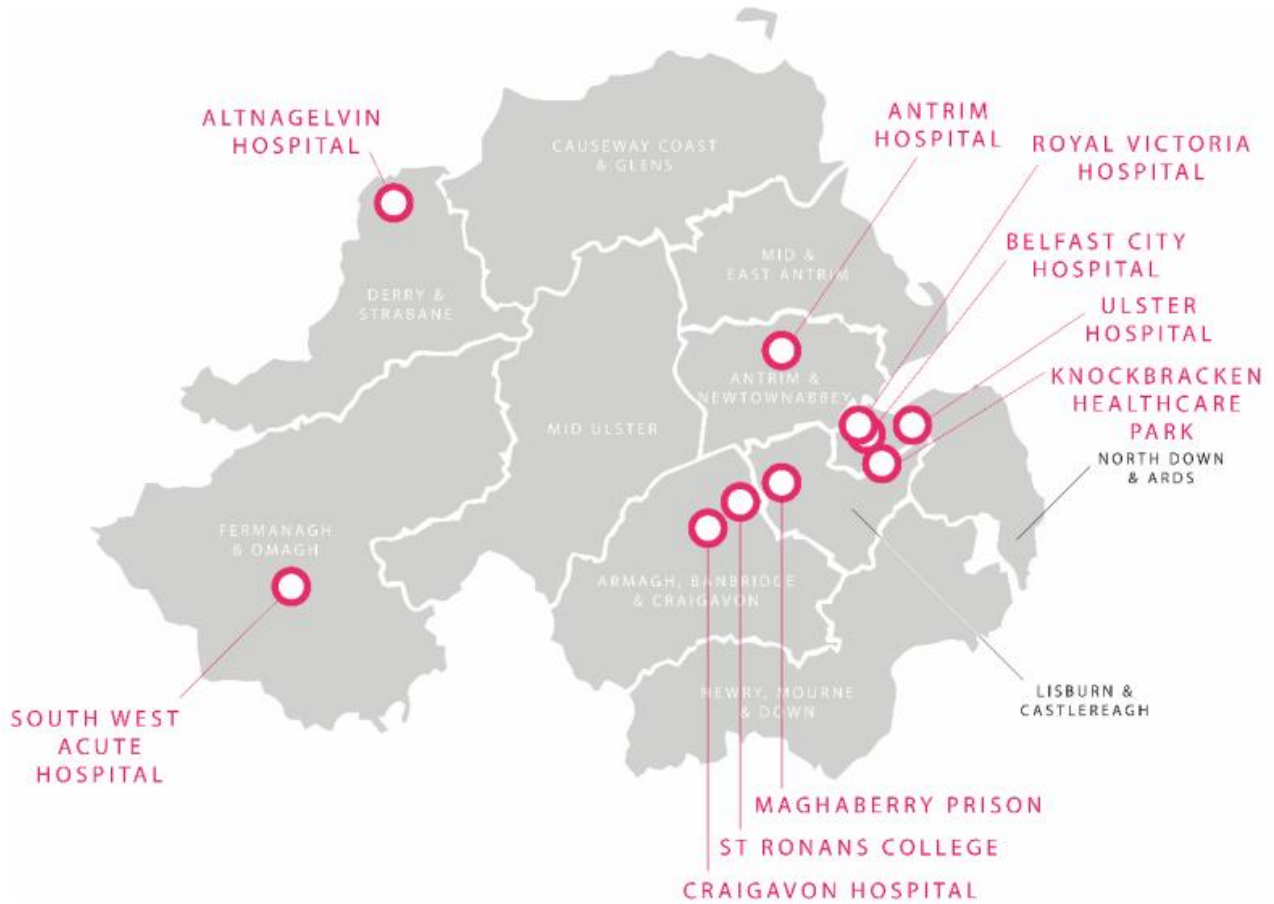 ALTNAGELVIN
HOSPITAL
ANTRIM
HOSPITAL
ROYAL VICTORIA
HOSPITAL
CAUSEWAY COAST
& GLENS
BELFAST CITY
HOSPITAL
MID &
EAST ANTRIM
DERRY &
STRABANE
ULSTER
HOSPITAL
ANTRIM &
NEWTOWNABBEY
KNOCKBRACKEN
HEALTHCARE
PARK
MID ULSTER
NORTH DOWN
& ARDS
FERMANAGH
& OMAGH
ARMAGH, BANBRIDGE
& CRAIGAVON
NEWRY, MOURNE
& DOWN
LISBURN &
CASTLEREAGH
SOUTH WEST
ACUTE
HOSPITAL
MAGHABERRY PRISON
ST RONANS COLLEGE
CRAIGAVON HOSPITAL